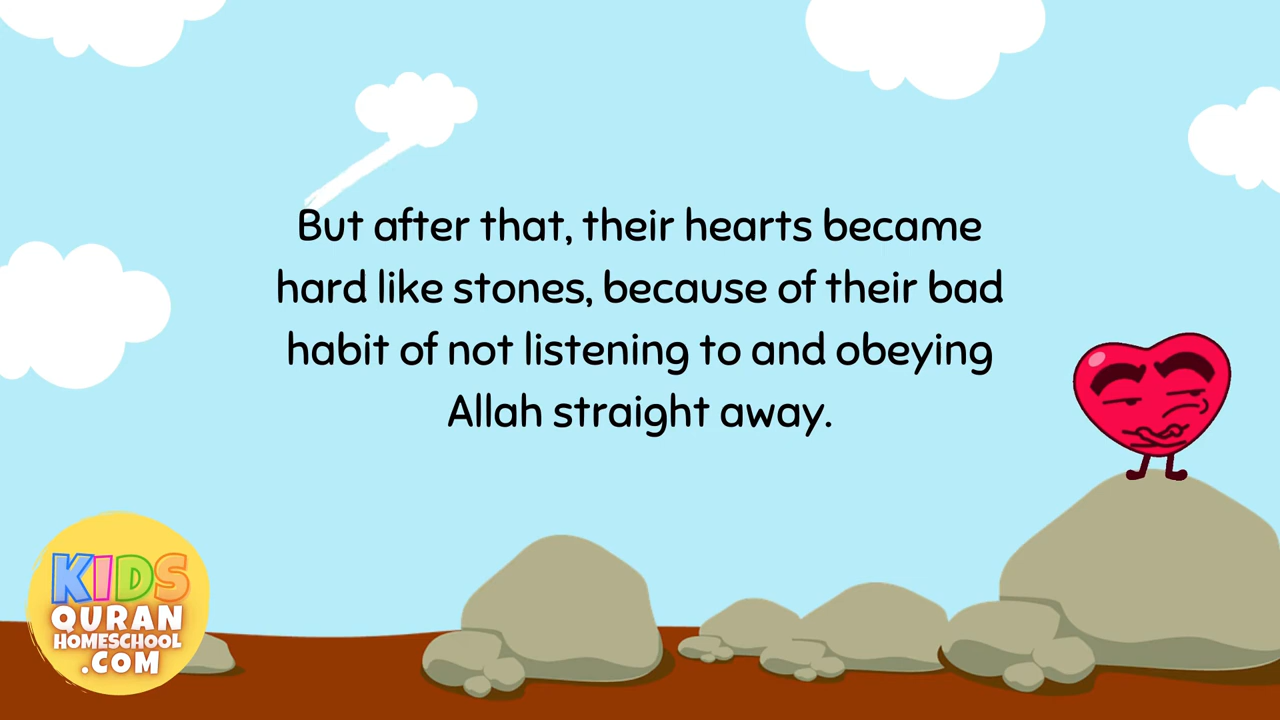 But after that, their hearts became
hard like stones, because of their bad
habit of not listening to and obeying
Allah straight away.
KIDS
QURAN
HOMESCHOOL
.COM